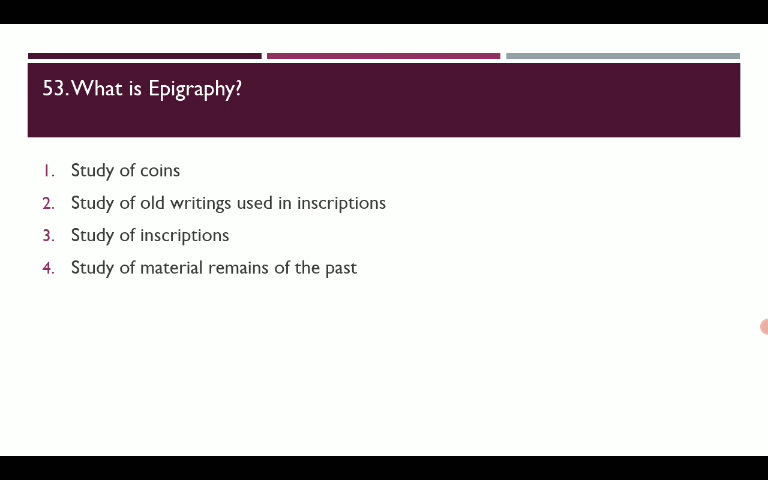 53.What is Epigraphy?
1. Study of coins
2. Study of old writings used in inscriptions
3. Study of inscriptions
4. Study of material remains of the past